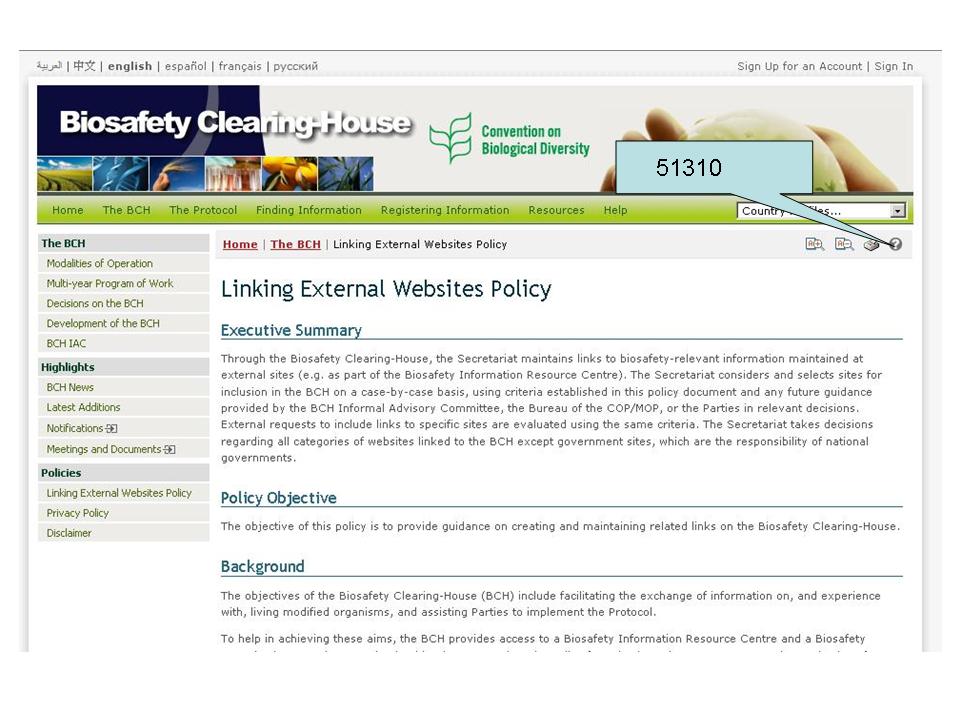 العربية | 中文 | english | español | français | русский
Sign Up for an Account | Sign In
Biosafety Clearing-House
Convention on
Biological Diversity
51310
Home The BCH The Protocol Finding Information Registering Information Resources Help
Country
The BCH
Modalities of Operation
Multi-year Program of Work
Decisions on the BCH
Development of the BCH
BCH IAC
Highlights
BCH News
Latest Additions
Notifications
Meetings and Documents
Policies
Linking External Websites Policy
Privacy Policy
Disclaimer
Home | The BCH | Linking External Websites Policy
Linking External Websites Policy
Executive Summary
Through the Biosafety Clearing-House, the Secretariat maintains links to biosafety-relevant information maintained at
external sites (e.g. as part of the Biosafety Information Resource Centre). The Secretariat considers and selects sites for
inclusion in the BCH on a case-by-case basis, using criteria established in this policy document and any future guidance
provided by the BCH Informal Advisory Committee, the Bureau of the COP/MOP, or the Parties in relevant decisions.
External requests to include links to specific sites are evaluated using the same criteria. The Secretariat takes decisions
regarding all categories of websites linked to the BCH except government sites, which are the responsibility of national
governments.
Policy Objective
The objective of this policy is to provide guidance on creating and maintaining related links on the Biosafety Clearing-House.
Background
The objectives of the Biosafety Clearing-House (BCH) include facilitating the exchange of information on, and experience
with, living modified organisms, and assisting Parties to implement the Protocol.
To help in achieving these aims, the BCH provides access to a Biosafety Information Resource Centre and a Biosafety